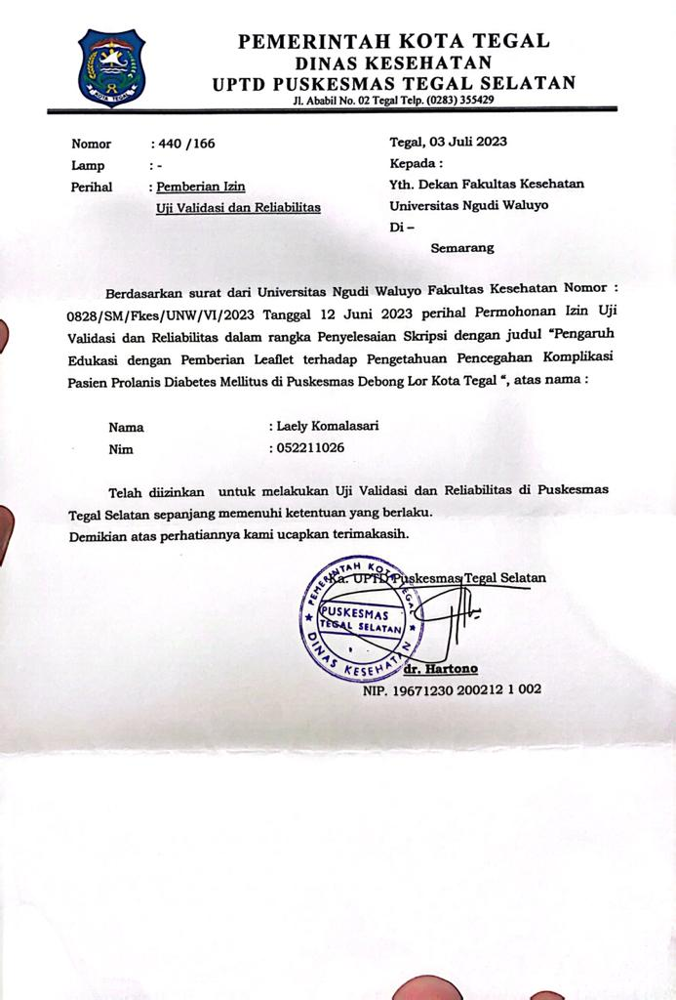 PEMERINTAH KOTA TEGAL
DINAS KESEHATAN
UPTD PUSKESMAS TEGAL SELATAN
Jl. Ababil No. 02 Tegal Telp. (0283) 355429
KOTA TEGAL
Nomor : 440 /166
Lamp : -
Perihal : Pemberian Izin
Uji Validasi dan Reliabilitas
Tegal, 03 Juli 2023
Kepada :
Yth. Dekan Fakultas Kesehatan
Universitas Ngudi Waluyo
Di –
Semarang
Berdasarkan surat dari Universitas Ngudi Waluyo Fakultas Kesehatan Nomor :
0828/SM/Fkes/UNW/VI/2023 Tanggal 12 Juni 2023 perihal Permohonan Izin Uji
Validasi dan Reliabilitas dalam rangka Penyelesaian Skripsi dengan judul “Pengaruh
Edukasi dengan Pemberian Leaflet terhadap Pengetahuan Pencegahan Komplikasi
Pasien Prolanis Diabetes Mellitus di Puskesmas Debong Lor Kota Tegal “, atas nama :
Nama : Laely Komalasari
Nim : 052211026
Telah diizinkan untuk melakukan Uji Validasi dan Reliabilitas di Puskesmas
Tegal Selatan sepanjang memenuhi ketentuan yang berlaku.
Demikian atas perhatiannya kami ucapkan terimakasih.
Ka. UPTD Puskesmas Tegal Selatan
PEMERINTAH KOTA TEGAL
PUSKESMAS
TEGAL SELATAN
DINAS KESEHATAN
dr. Hartono
NIP. 19671230 200212 1 002